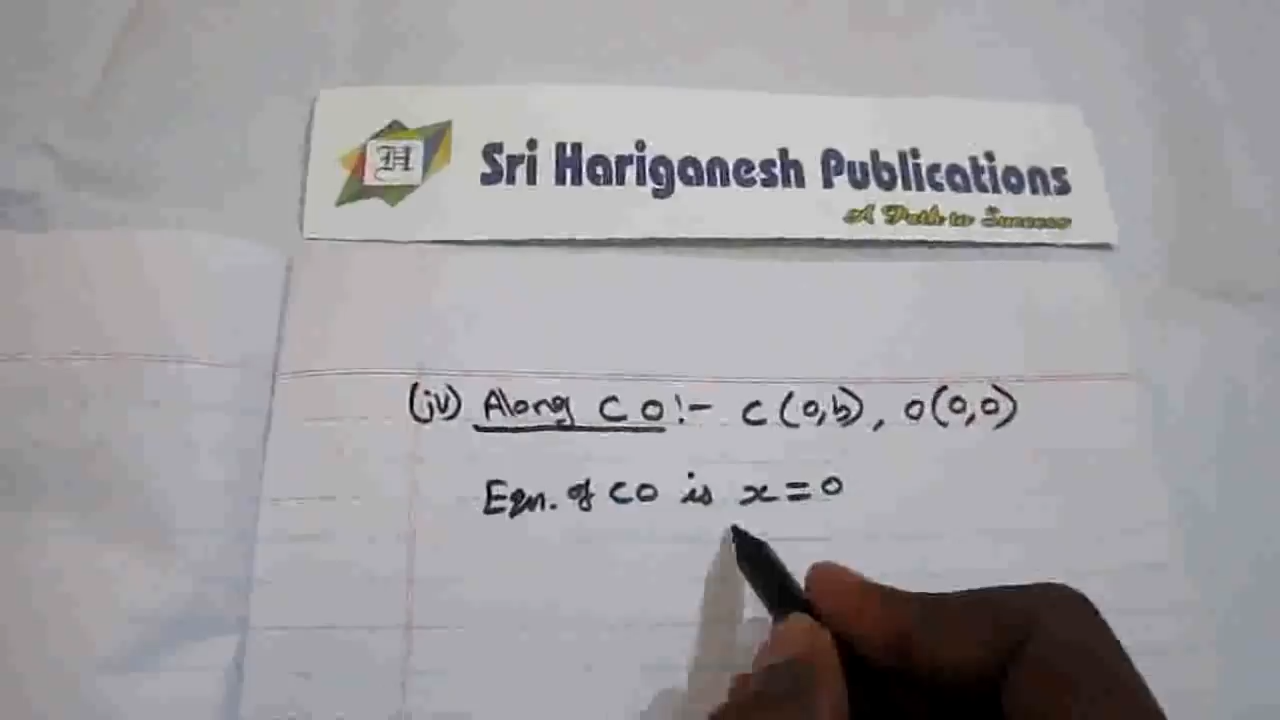 H
Sri Hariganesh Publications
A Path to Success
(iv) Along CO:- C(0,b), O(0,0)
Eqn. of CO is x=0